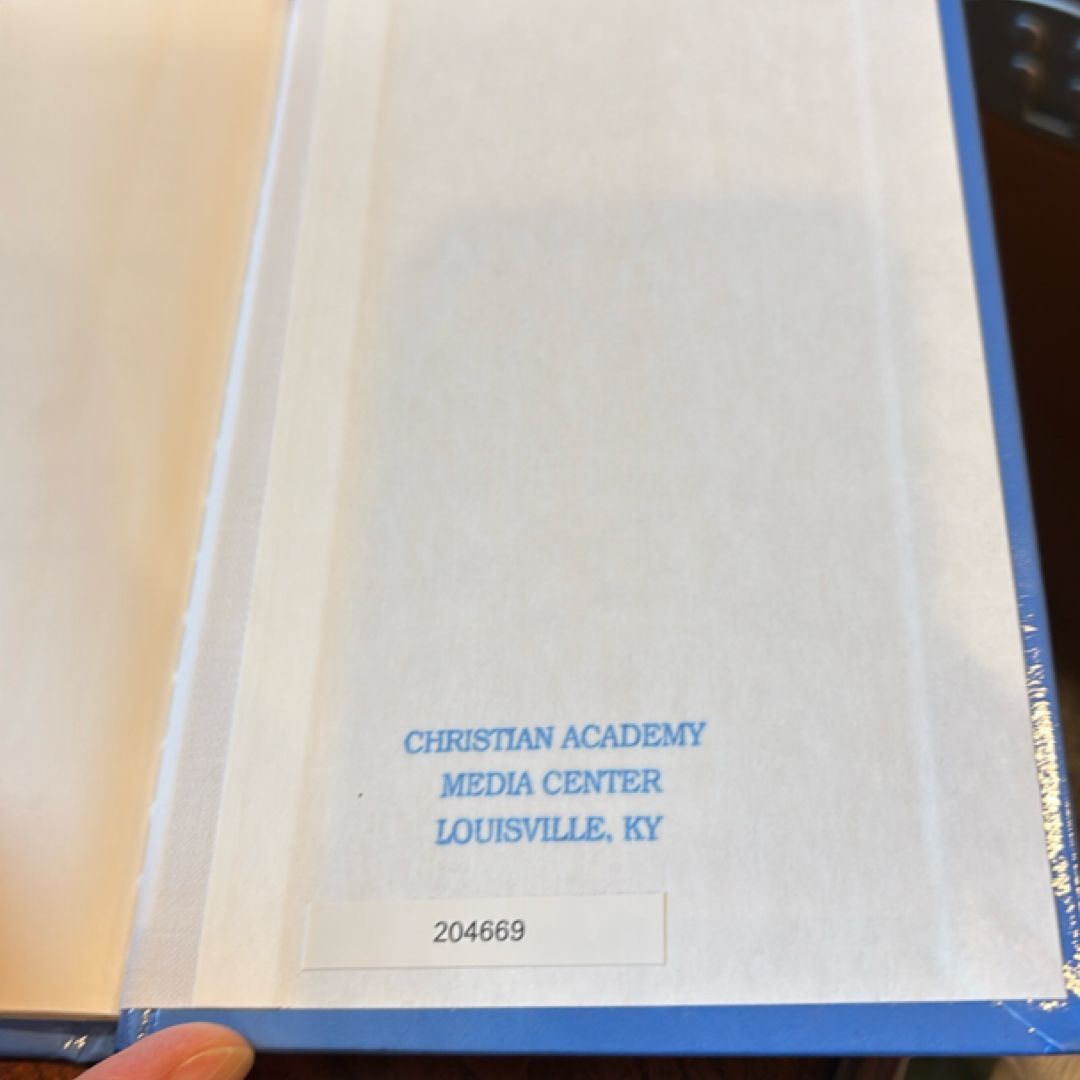 CHRISTIAN ACADEMY
MEDIA CENTER
LOUISVILLE, KY
204669